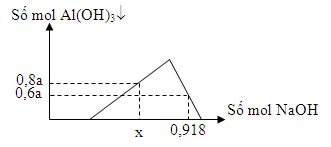 Số mol Al(OH)₃↓
0,8a
0,6a
Số mol NaOH
x
0,918